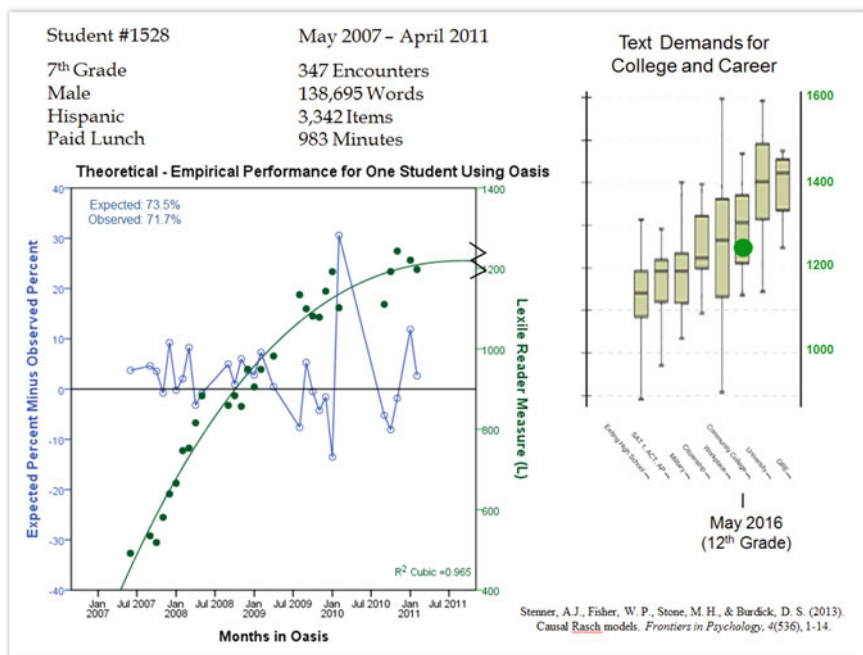 Student #1528
May 2007 – April 2011
7th Grade
347 Encounters
Male
138,695 Words
Hispanic
3,342 Items
Paid Lunch
983 Minutes
Theoretical - Empirical Performance for One Student Using Oasis
Expected: 73.5%
Observed: 71.7%
Expected Minus Observed Percent
40
30
20
10
0
-10
-20
-30
-40
1400
1200
1000
800
600
400
Lexile Reader Measure (L)
R2 Cubic =0.965
Jan 2007
Jul 2007
Jan 2008
Jul 2008
Jan 2009
Jul 2009
Jan 2010
Jul 2010
Jan 2011
Jul 2011
Months in Oasis
Text Demands for
College and Career
1600
1400
1200
1000
Exiting High School
SAT 1, ACT, AP
Military
Citizenship
Workplace
Community College
University
GRE
May 2016
(12th Grade)
Stenner, A.J., Fisher, W. P., Stone, M. H., & Burdick, D. S. (2013).
Causal Rasch models. Frontiers in Psychology, 4(536), 1-14.